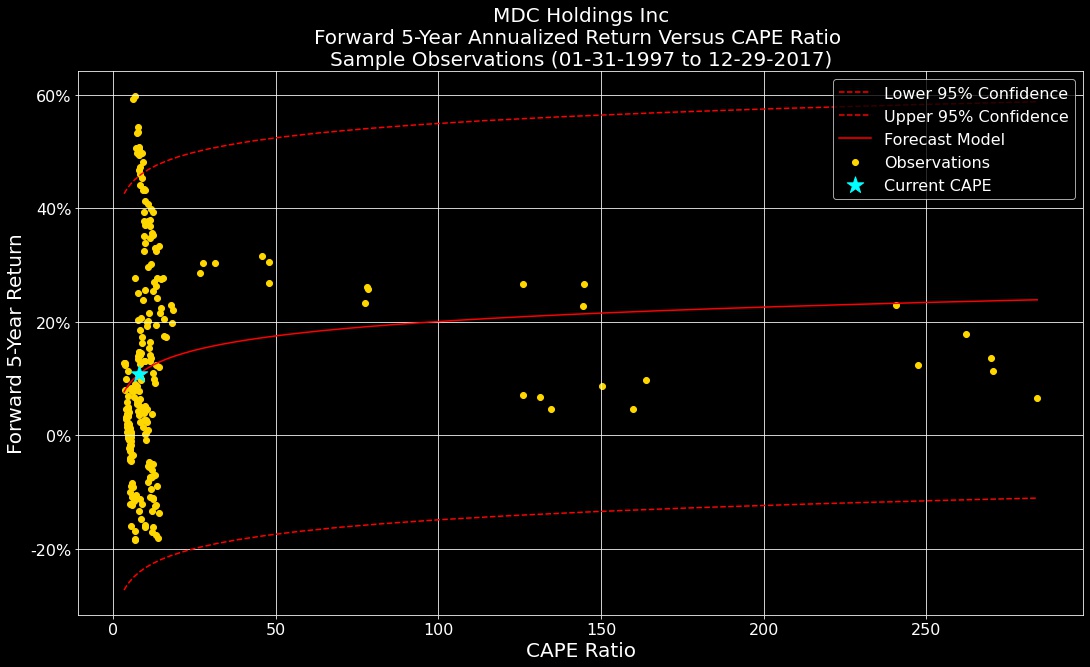 MDC Holdings Inc
Forward 5-Year Annualized Return Versus CAPE Ratio
Sample Observations (01-31-1997 to 12-29-2017)
Lower 95% Confidence
Upper 95% Confidence
Forecast Model
Observations
Current CAPE
Forward 5-Year Return
60%
40%
20%
0%
-20%
0
50
100
150
200
250
CAPE Ratio